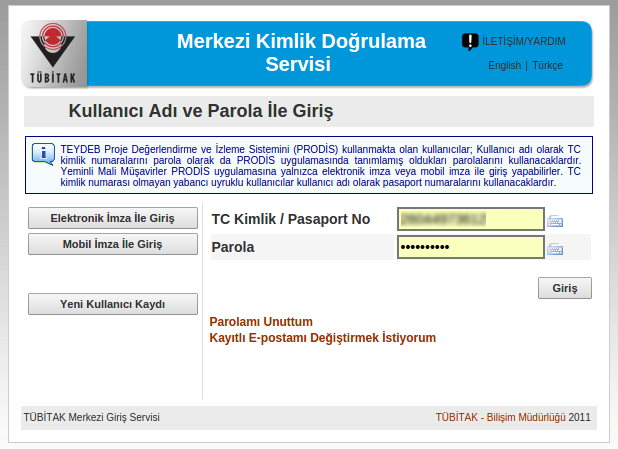 TÜBİTAK
Merkezi Kimlik Doğrulama
Servisi
İLETİŞİM/YARDIM
English | Türkçe
Kullanıcı Adı ve Parola İle Giriş
TEYDEB Proje Değerlendirme ve İzleme Sistemini (PRODİS) kullanmakta olan kullanıcılar; Kullanıcı adı olarak TC
kimlik numaralarını parola olarak da PRODİS uygulamasında tanımlamış oldukları parolalarını kullanacaklardır.
Yeminli Mali Müşavirler PRODİS uygulamasına yalnızca elektronik imza veya mobil imza ile giriş yapabilirler. TC
kimlik numarası olmayan yabancı uyruklu kullanıcılar kullanıcı adı olarak pasaport numaralarını kullanacaklardır.
Elektronik İmza İle Giriş
Mobil İmza İle Giriş
Yeni Kullanıcı Kaydı
TC Kimlik / Pasaport No
Parola ••••••••••
Giriş
Parolamı Unuttum
Kayıtlı E-postamı Değiştirmek İstiyorum
TÜBİTAK Merkezi Giriş Servisi
TÜBİTAK - Bilişim Müdürlüğü 2011